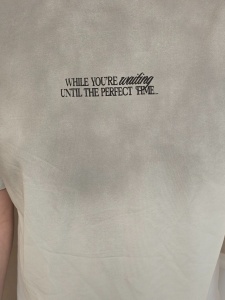 WHILE YOU'RE waiting
UNTIL THE PERFECT TIME..